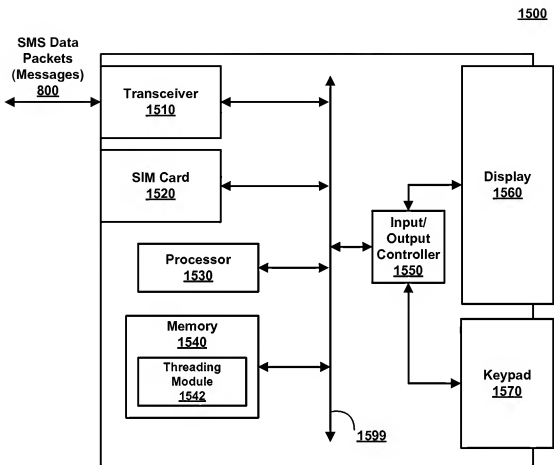 1500
SMS Data
Packets
(Messages)
800
Transceiver
1510
SIM Card
1520
Processor
1530
Memory
1540
Threading
Module
1542
Input/
Output
Controller
1550
Display
1560
Keypad
1570
1599